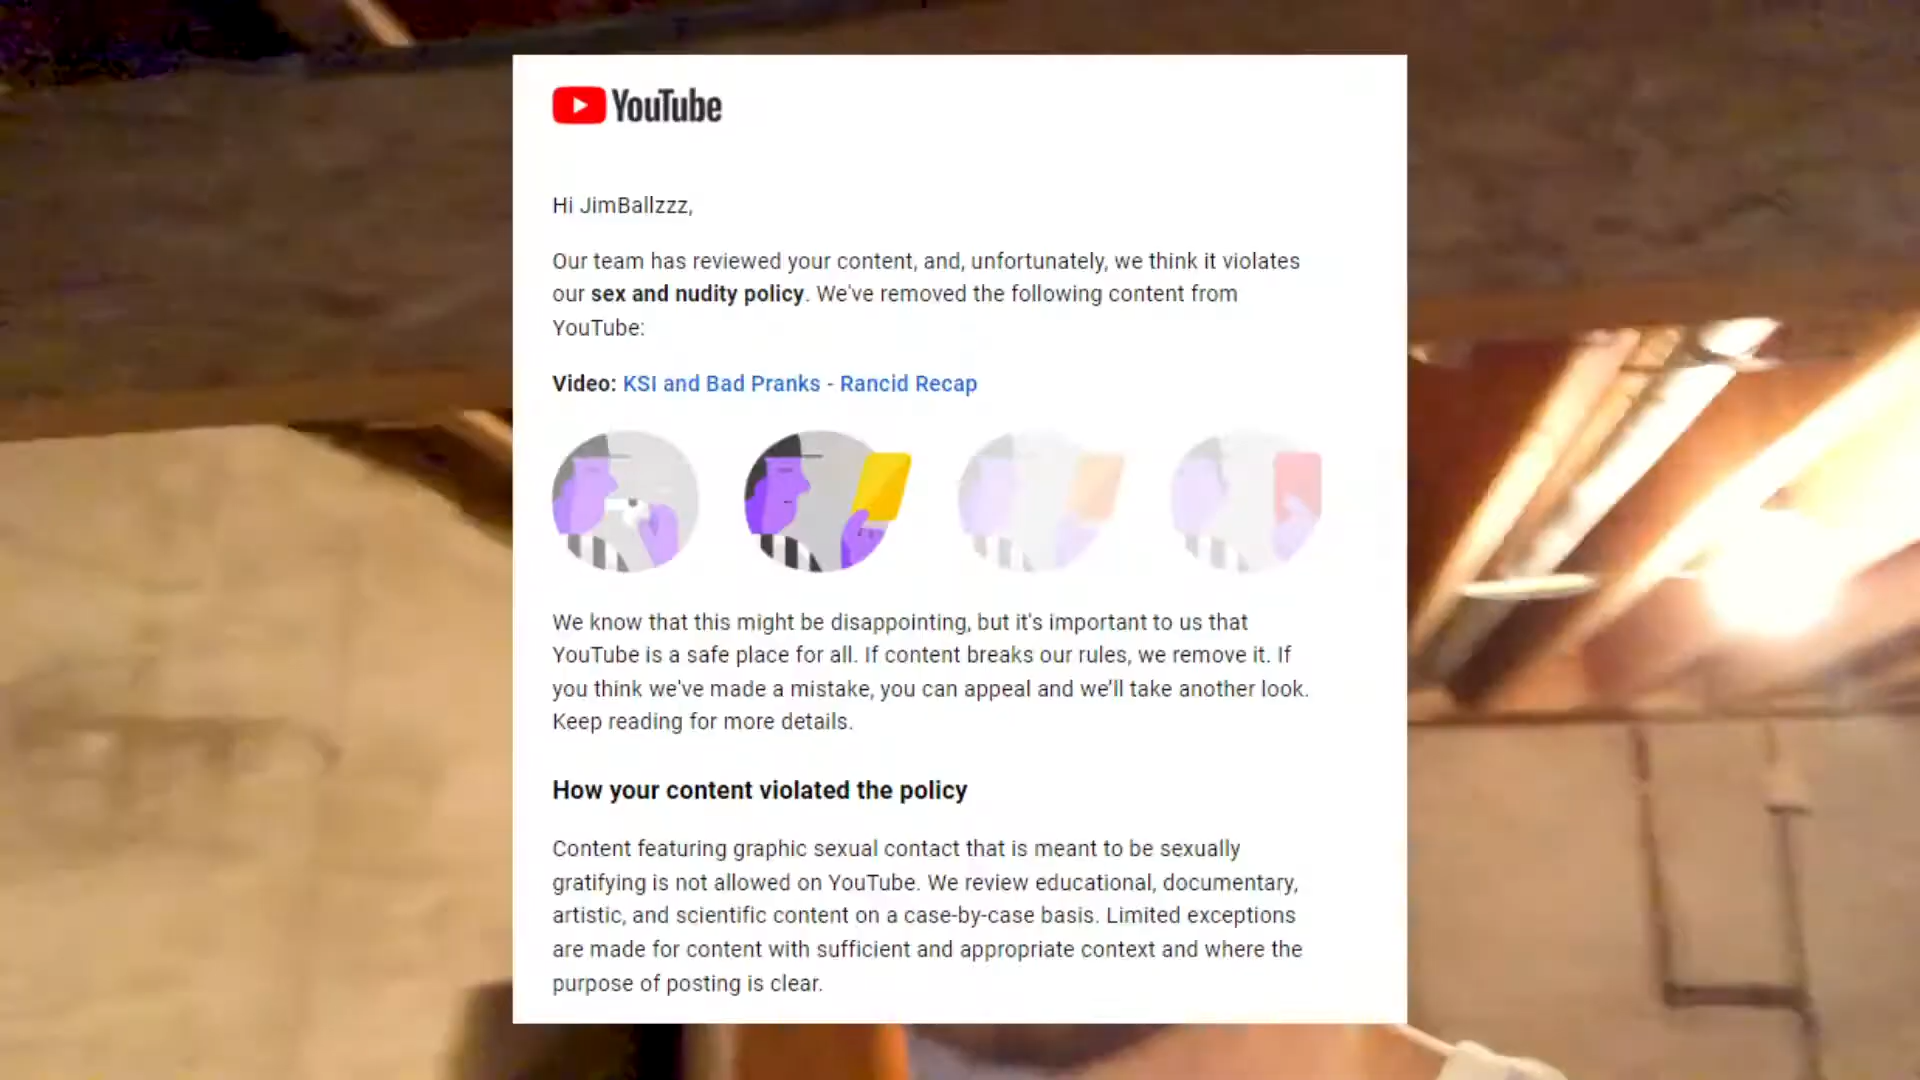 YouTube
Hi JimBallzzz,
Our team has reviewed your content, and, unfortunately, we think it violates
our sex and nudity policy. We've removed the following content from
YouTube:
Video: KSI and Bad Pranks - Rancid Recap
We know that this might be disappointing, but it's important to us that
YouTube is a safe place for all. If content breaks our rules, we remove it. If
you think we've made a mistake, you can appeal and we'll take another look.
Keep reading for more details.
How your content violated the policy
Content featuring graphic sexual contact that is meant to be sexually
gratifying is not allowed on YouTube. We review educational, documentary,
artistic, and scientific content on a case-by-case basis. Limited exceptions
are made for content with sufficient and appropriate context and where the
purpose of posting is clear.